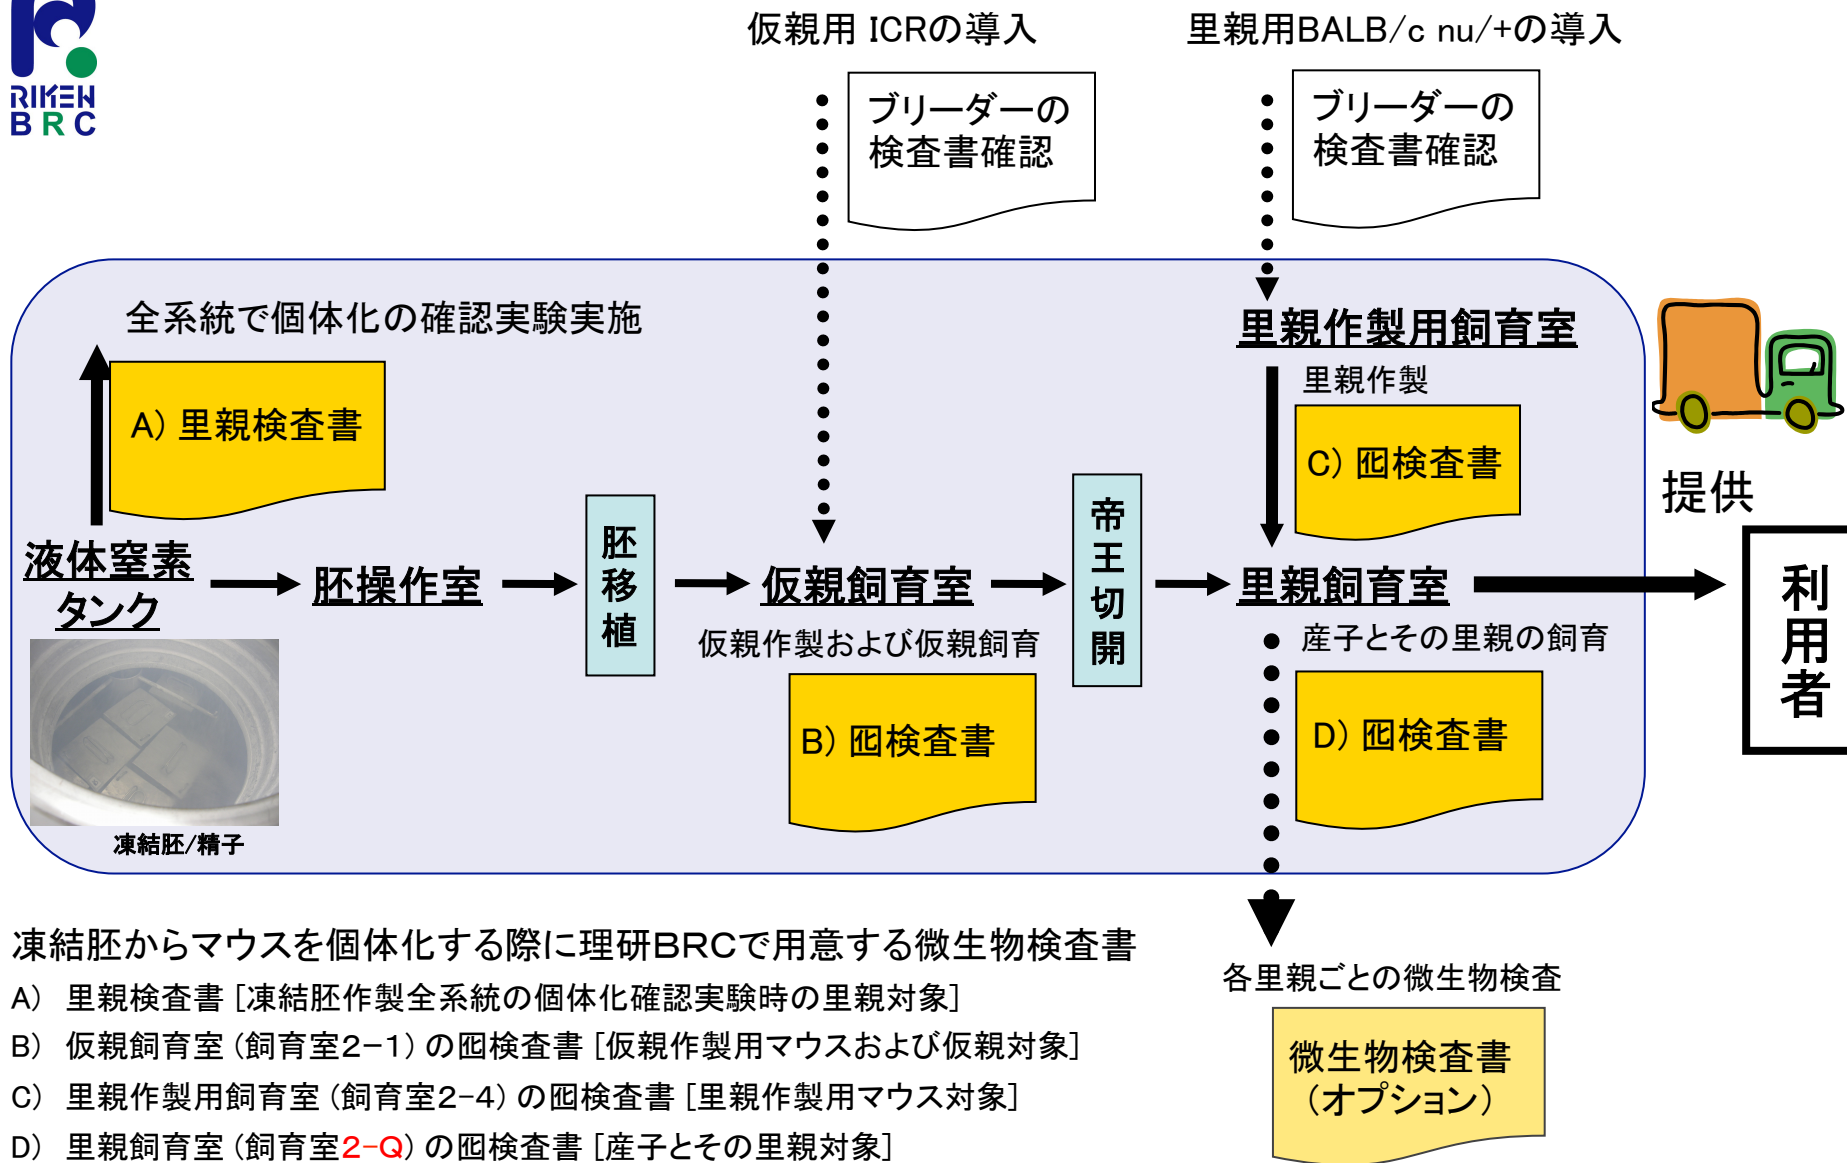 RIKEN
BRC
仮親用 ICRの導入
里親用BALB/c nu/+の導入
ブリーダーの
検査書確認
ブリーダーの
検査書確認
全系統で個体化の確認実験実施
A) 里親検査書
里親作製用飼育室
里親作製
C) 囮検査書
提供
液体窒素
タンク
胚操作室
胚移植
仮親飼育室
仮親作製および仮親飼育
B) 囮検査書
帝王切開
里親飼育室
産子とその里親の飼育
D) 囮検査書
利用者
凍結胚/精子
凍結胚からマウスを個体化する際に理研BRCで用意する微生物検査書
A) 里親検査書 [凍結胚作製全系統の個体化確認実験時の里親対象]
B) 仮親飼育室 (飼育室2-1) の囮検査書 [仮親作製用マウスおよび仮親対象]
C) 里親作製用飼育室 (飼育室2-4) の囮検査書 [里親作製用マウス対象]
D) 里親飼育室 (飼育室2-Q) の囮検査書 [産子とその里親対象]
各里親ごとの微生物検査
微生物検査書
(オプション)